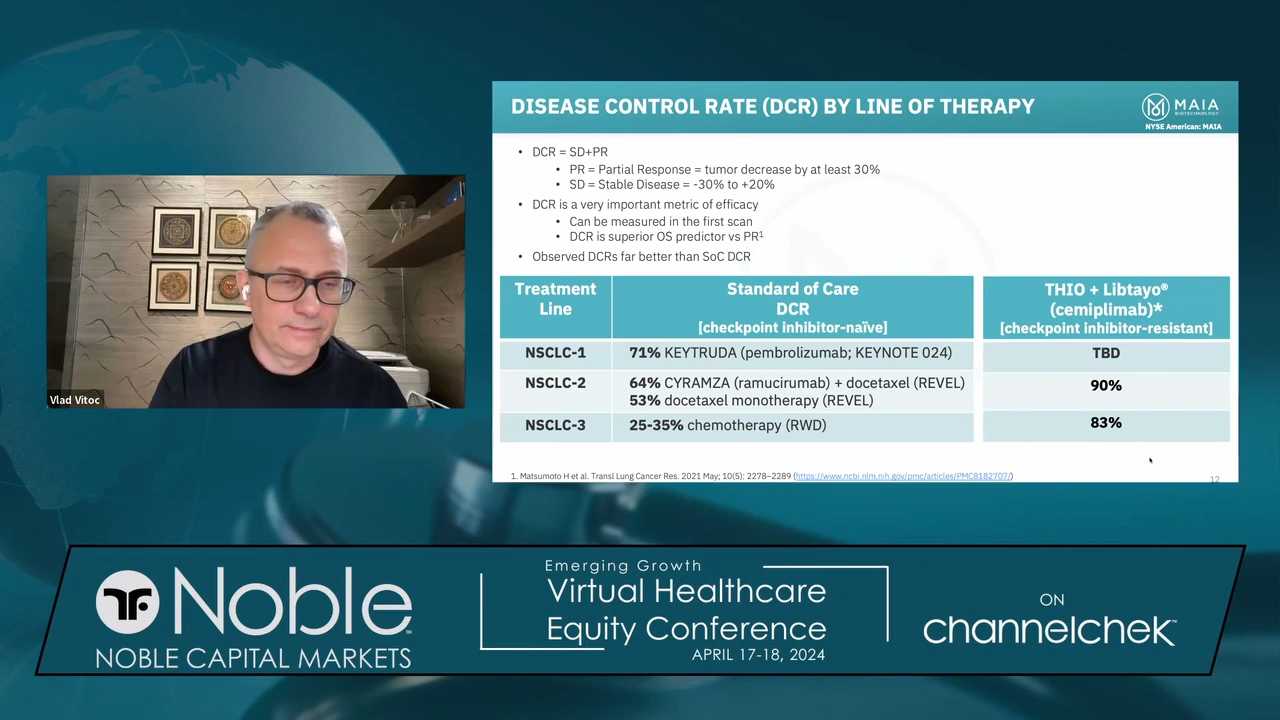 DISEASE CONTROL RATE (DCR) BY LINE OF THERAPY
MAIA
BIOTECHNOLOGY
NYSE American: MAIA
• DCR = SD+PR
• PR = Partial Response = tumor decrease by at least 30%
• SD = Stable Disease = -30% to +20%
• DCR is a very important metric of efficacy
• Can be measured in the first scan
• DCR is superior OS predictor vs PR¹
• Observed DCRs far better than SoC DCR
Treatment
Line
Standard of Care
DCR
[checkpoint inhibitor-naïve]
THIO + Libtayo®
(cemiplimab)*
[checkpoint inhibitor-resistant]
NSCLC-1
71% KEYTRUDA (pembrolizumab; KEYNOTE 024)
TBD
NSCLC-2
64% CYRAMZA (ramucirumab) + docetaxel (REVEL)
53% docetaxel monotherapy (REVEL)
90%
NSCLC-3
25-35% chemotherapy (RWD)
83%
1. Matsumoto H et al. Transl Lung Cancer Res. 2021 May; 10(5): 2278–2289 (https://www.ncbi.nlm.nih.gov/pmc/articles/PMC8182707/)
12
Vlad Vitoc
Noble™
NOBLE CAPITAL MARKETS
Emerging Growth
Virtual Healthcare
Equity Conference
APRIL 17-18, 2024
ON
channelchek™